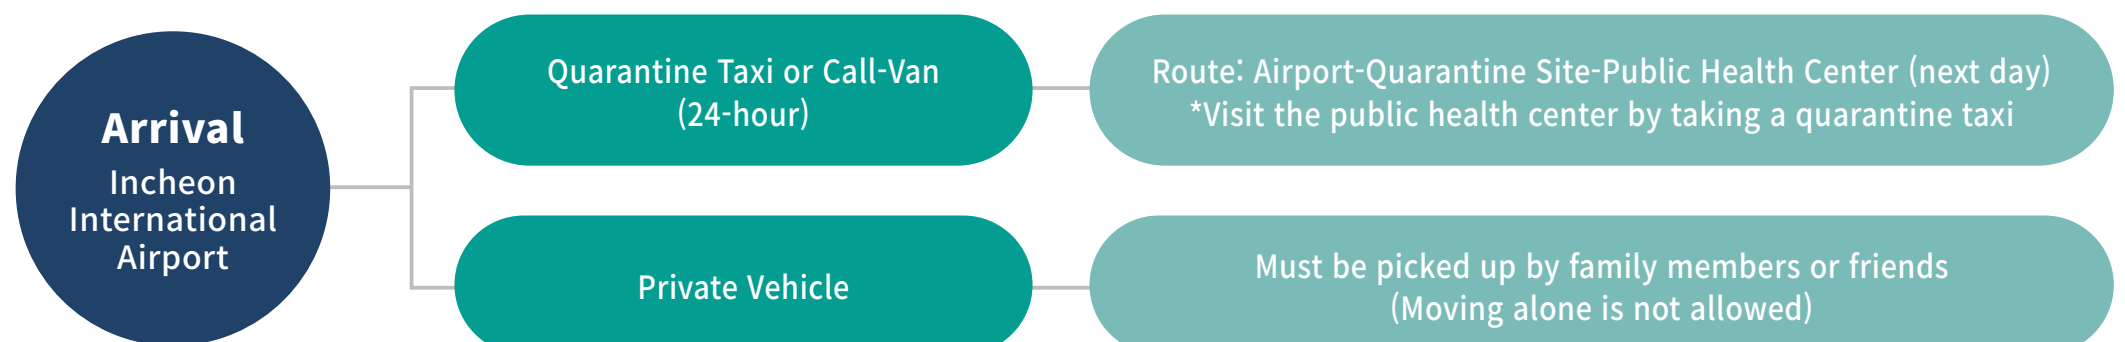 Arrival
Incheon
International
Airport
Quarantine Taxi or Call-Van
(24-hour)
Route: Airport-Quarantine Site-Public Health Center (next day)
*Visit the public health center by taking a quarantine taxi
Private Vehicle
Must be picked up by family members or friends
(Moving alone is not allowed)